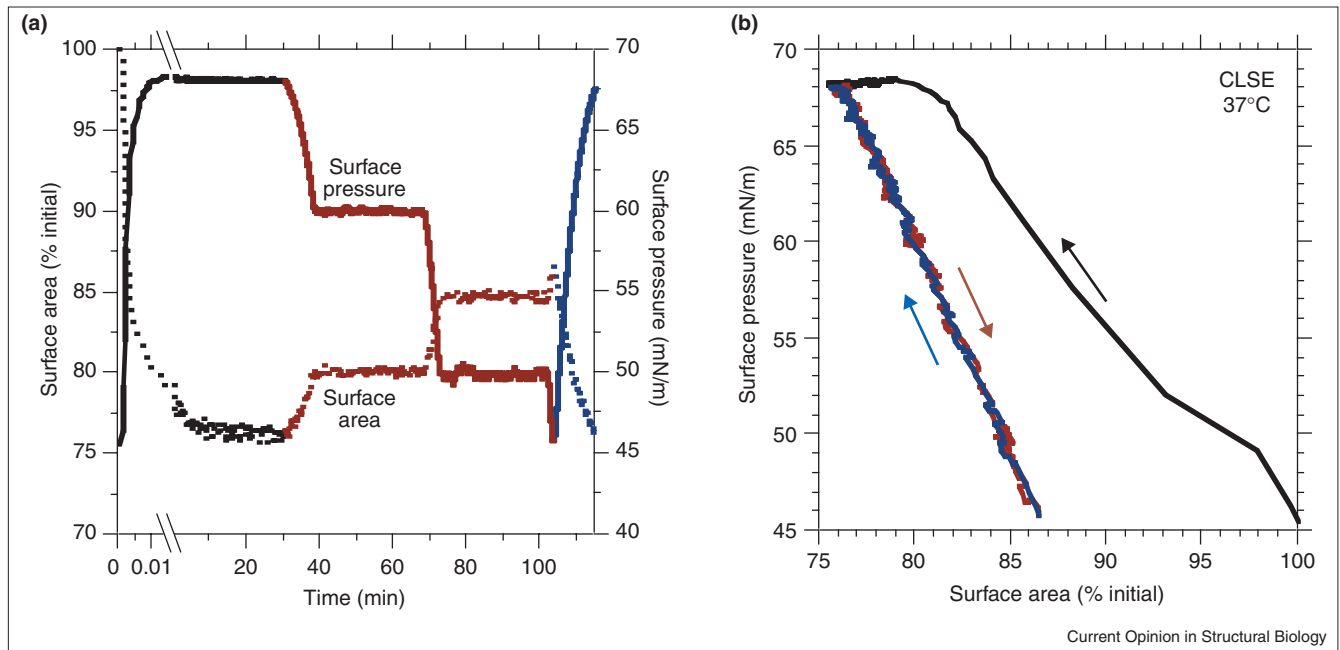 (a)
100
95
90
85
80
75
70
Surface area (% initial)
Surface
pressure
Surface
area
70
65
60
55
50
45
40
Surface pressure (mN/m)
0 0.01 20 40 60 80 100
Time (min)
(b)
70
65
60
55
50
45
Surface pressure (mN/m)
CLSE
37°C
75 80 85 90 95 100
Surface area (% initial)
Current Opinion in Structural Biology